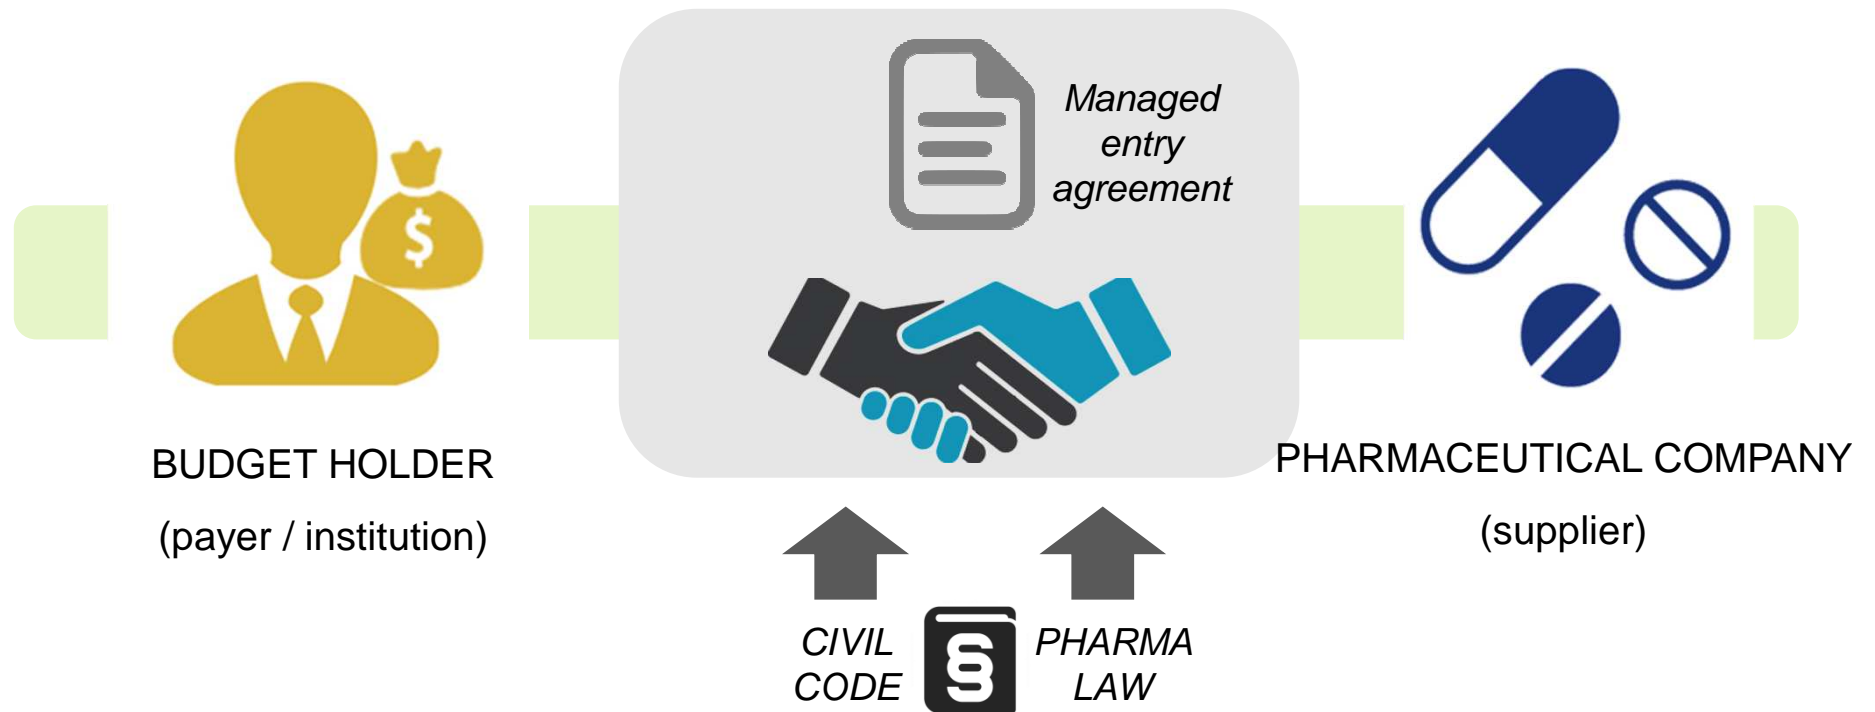 Managed
entry
agreement
$
BUDGET HOLDER
(payer / institution)
PHARMACEUTICAL COMPANY
(supplier)
CIVIL
CODE
§
PHARMA
LAW